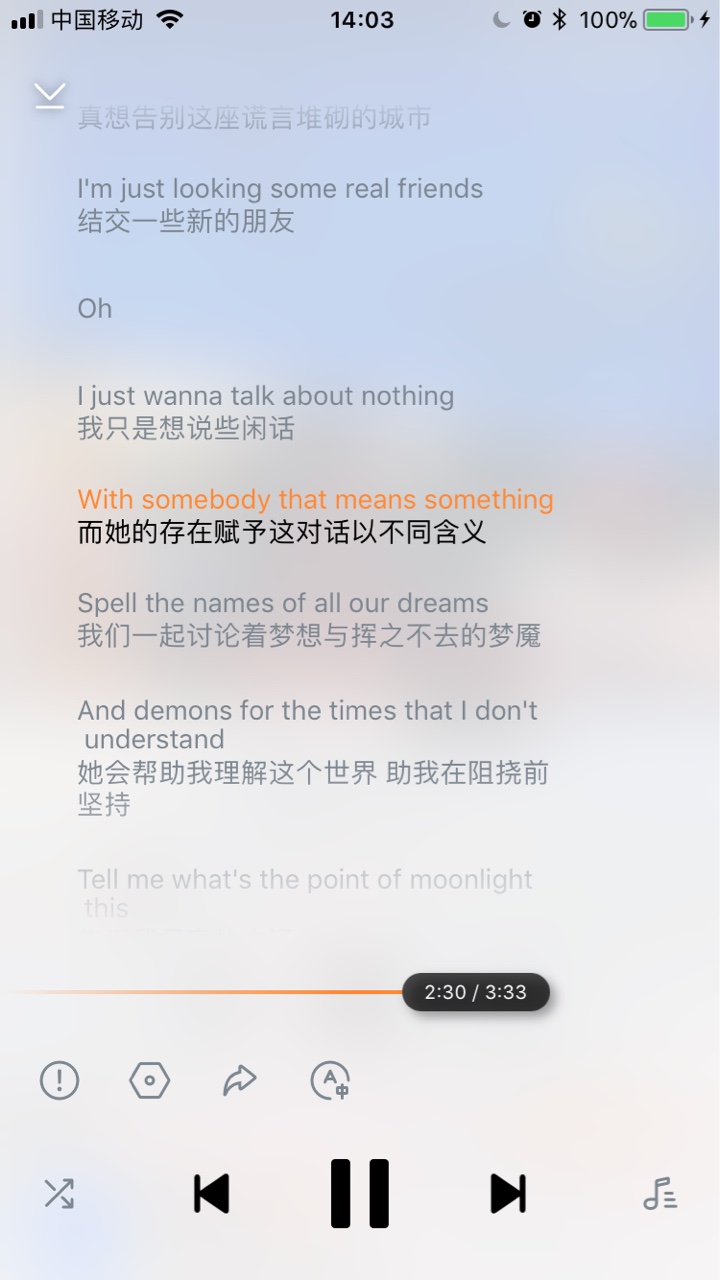 中国移动
14:03
100%
真想告别这座谎言堆砌的城市
I'm just looking some real friends
结交一些新的朋友
Oh
I just wanna talk about nothing
我只是想说些闲话
With somebody that means something
而她的存在赋予这对话以不同含义
Spell the names of all our dreams
我们一起讨论着梦想与挥之不去的梦魇
And demons for the times that I don't
understand
她会帮助我理解这个世界 助我在阻挠前
坚持
Tell me what's the point of moonlight
this
2:30 / 3:33
A中